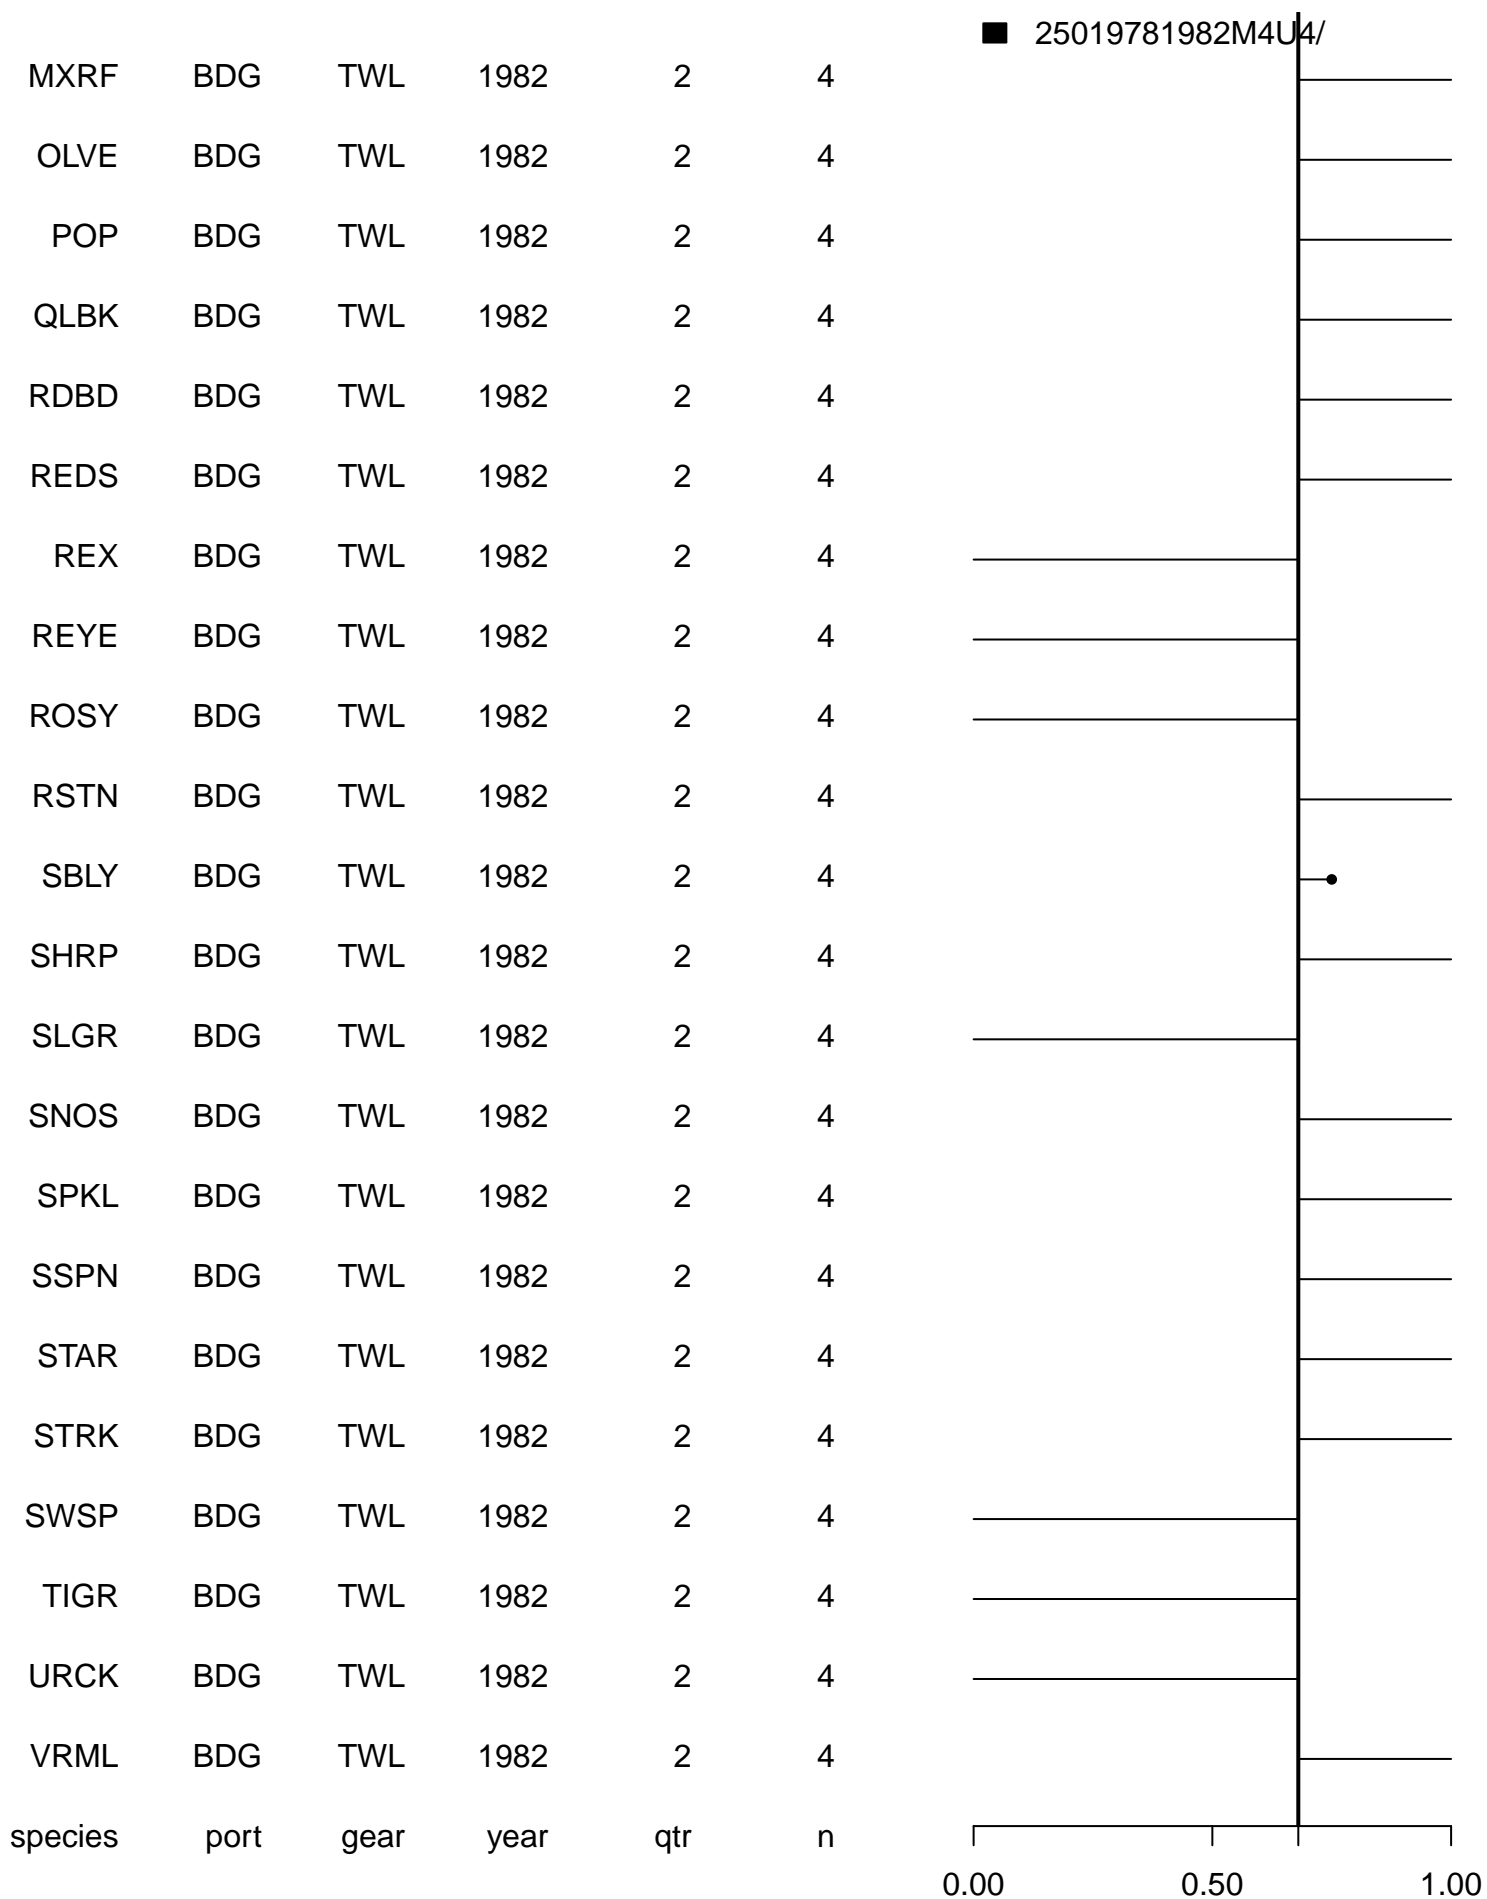 25019781982M4U4/
MXRF BDG TWL 1982 2 4
OLVE BDG TWL 1982 2 4
POP BDG TWL 1982 2 4
QLBK BDG TWL 1982 2 4
RDBD BDG TWL 1982 2 4
REDS BDG TWL 1982 2 4
REX BDG TWL 1982 2 4
REYE BDG TWL 1982 2 4
ROSY BDG TWL 1982 2 4
RSTN BDG TWL 1982 2 4
SBLY BDG TWL 1982 2 4
SHRP BDG TWL 1982 2 4
SLGR BDG TWL 1982 2 4
SNOS BDG TWL 1982 2 4
SPKL BDG TWL 1982 2 4
SSPN BDG TWL 1982 2 4
STAR BDG TWL 1982 2 4
STRK BDG TWL 1982 2 4
SWSP BDG TWL 1982 2 4
TIGR BDG TWL 1982 2 4
URCK BDG TWL 1982 2 4
VRML BDG TWL 1982 2 4
species port gear year qtr n
0.00 0.50 1.00